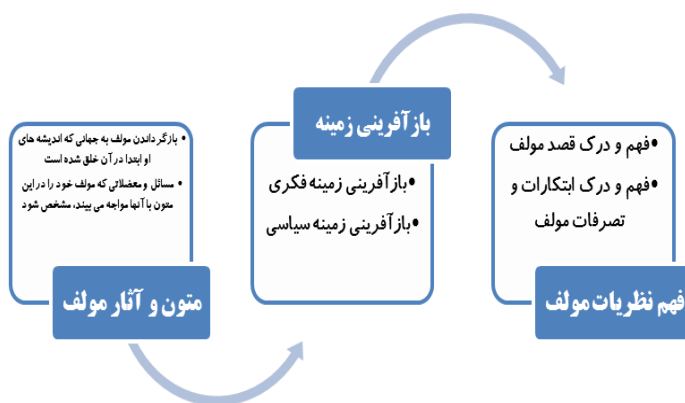 • بازگرداندن مولف به جهانی که اندیشه های
او ابتدا در آن خلق شده است
• مسائل و معضلاتی که مولف خود را در این
متون با آنها مواجه می بیند، مشخص شود
متون و آثار مولف
بازآفرینی زمینه
• بازآفرینی زمینه فکری
• بازآفرینی زمینه سیاسی
• فهم و درک قصد مولف
• فهم و درک ابتکارات و
تصرفات مولف
فهم نظریات مولف